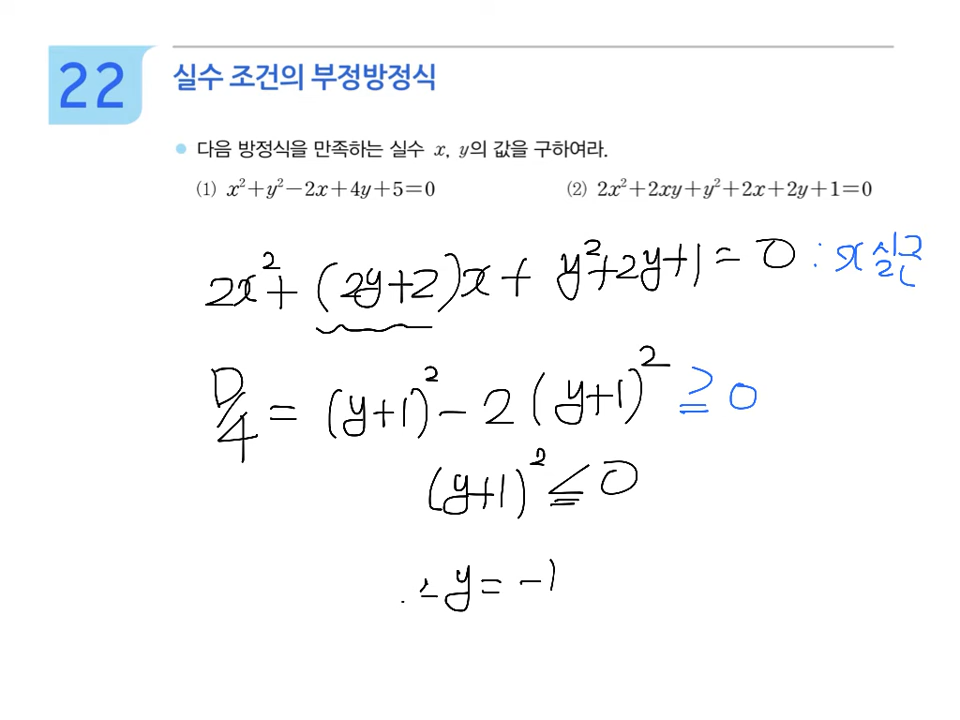 22 실수 조건의 부정방정식
다음 방정식을 만족하는 실수 x, y의 값을 구하여라.
(1) x²+y²−2x+4y+5=0 (2) 2x²+2xy+y²+2x+2y+1=0
2x²+(2y+2)x+y²+2y+1=0 : x 실근
D/4 = (y+1)²−2(y+1)² ≧ 0
(y+1)² ≦ 0
∴ y=−1